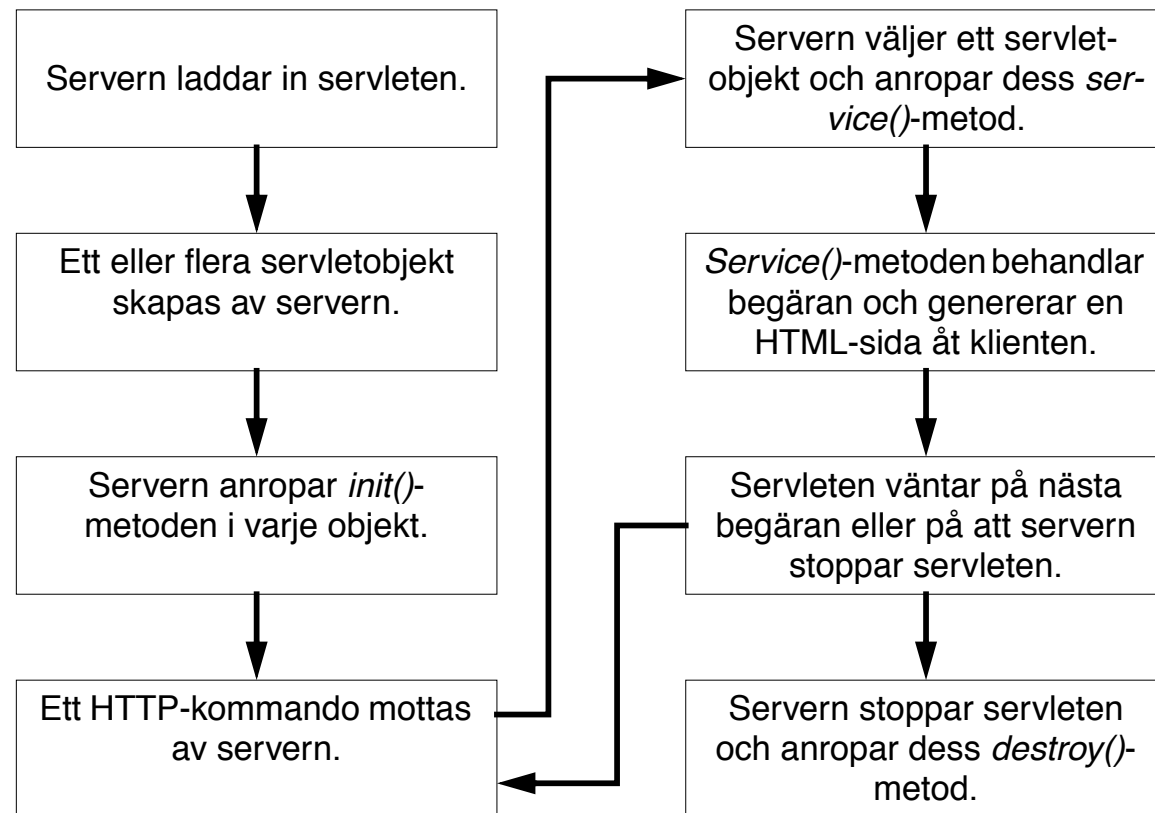 Servern laddar in servleten.
Ett eller flera servletobjekt
skapas av servern.
Servern anropar init()-
metoden i varje objekt.
Ett HTTP-kommando mottas
av servern.
Servern väljer ett servlet-
objekt och anropar dess ser-
vice()-metod.
Service()-metoden behandlar
begäran och genererar en
HTML-sida åt klienten.
Servleten väntar på nästa
begäran eller på att servern
stoppar servleten.
Servern stoppar servleten
och anropar dess destroy()-
metod.